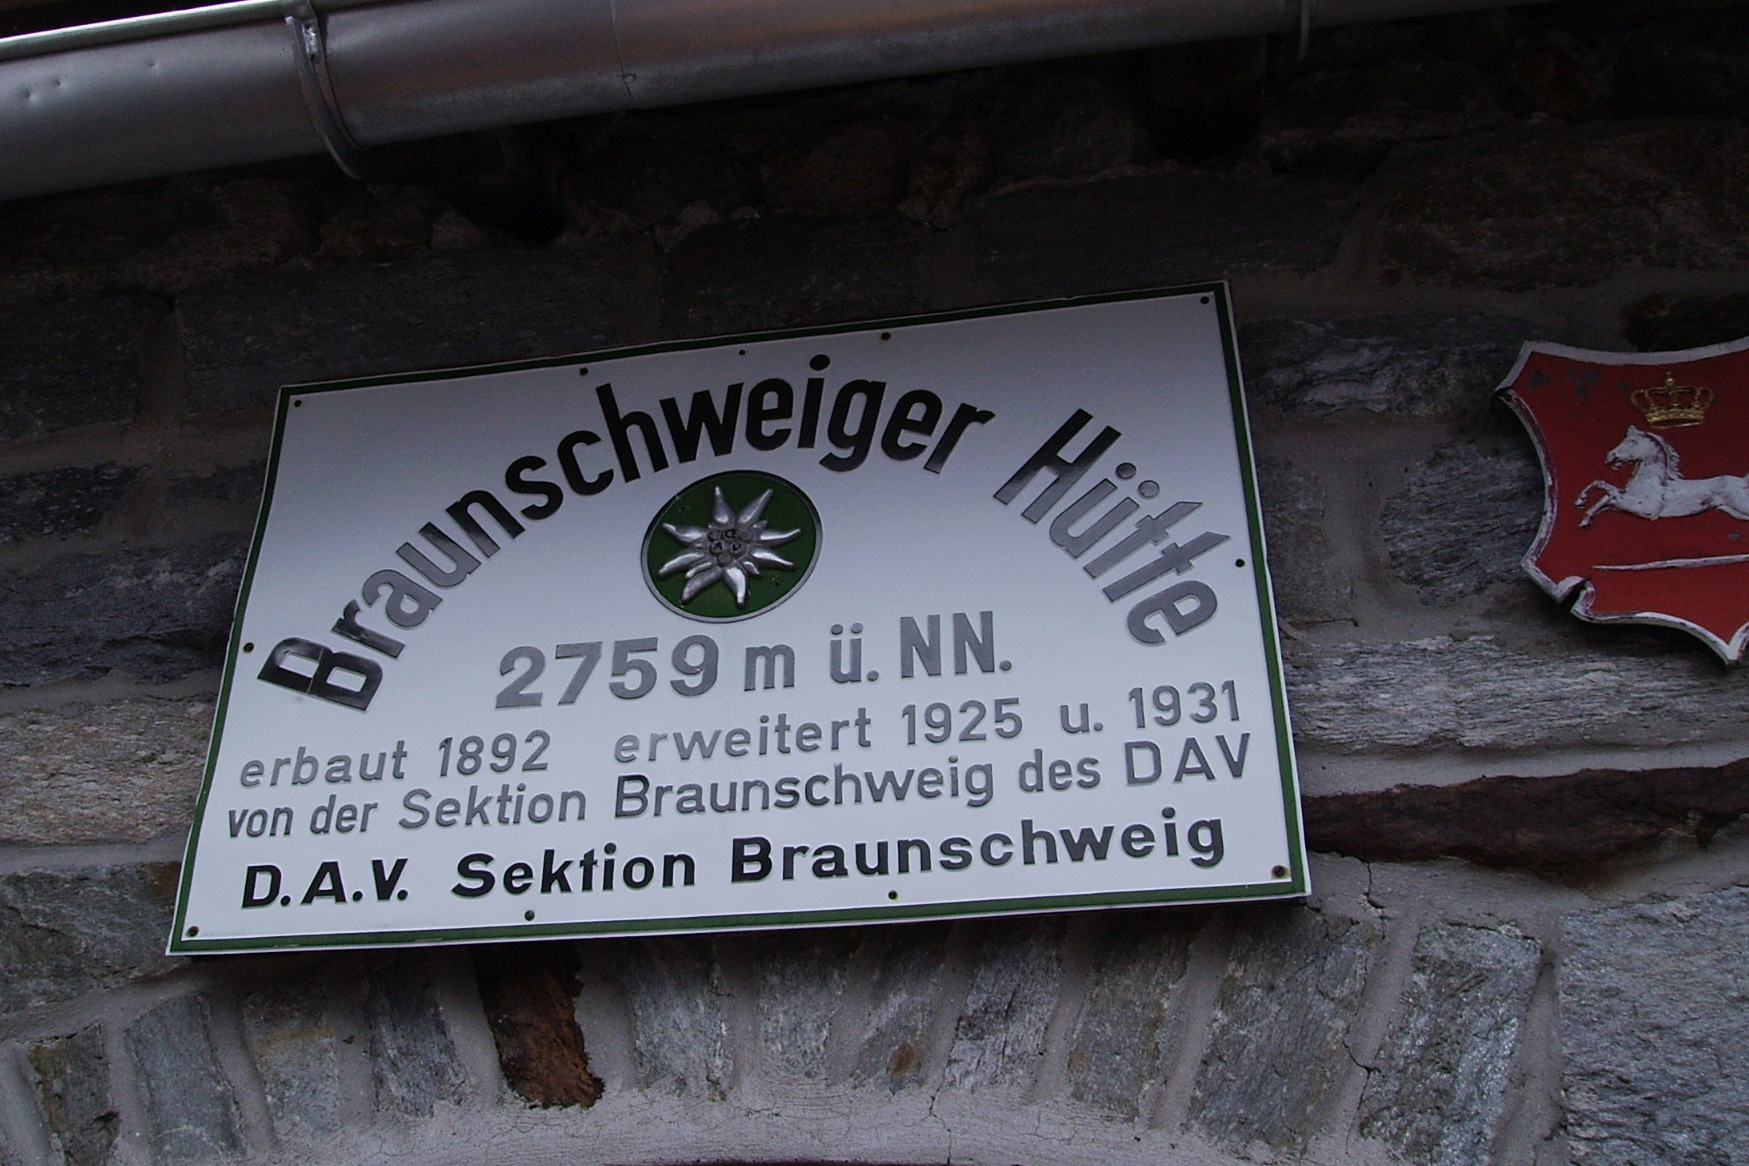 Braunschweiger Hütte
2759 m ü. NN.
erbaut 1892 erweitert 1925 u. 1931
von der Sektion Braunschweig des DAV
D.A.V. Sektion Braunschweig